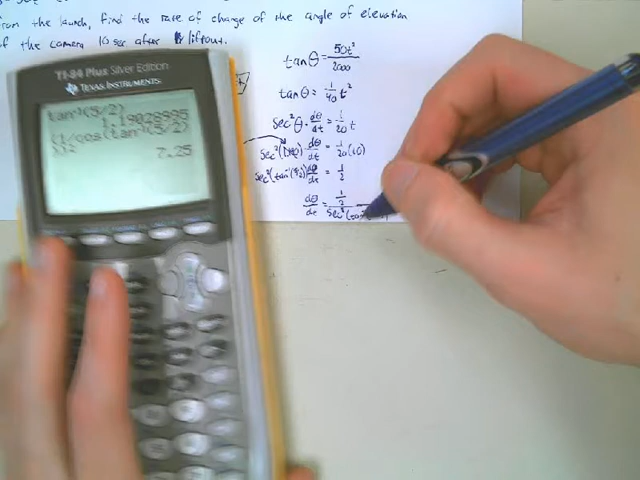 from the launch, find the rate of change of the angle of elevation
of the camera 10 sec after liftout.
TI-84 Plus Silver Edition
TEXAS INSTRUMENTS
tan⁻¹(5/2)
1.19028995
(1/cos(tan⁻¹(5/2)
))²
7.25
tanθ = 50t²/2000
tanθ = 1/40 t²
sec²θ · dθ/dt = 1/20 t
dθ/dt = 1/20 (10)
sec²(tan⁻¹(5/2)) dθ/dt = 1/2
dθ/dt = 1/2
sec²